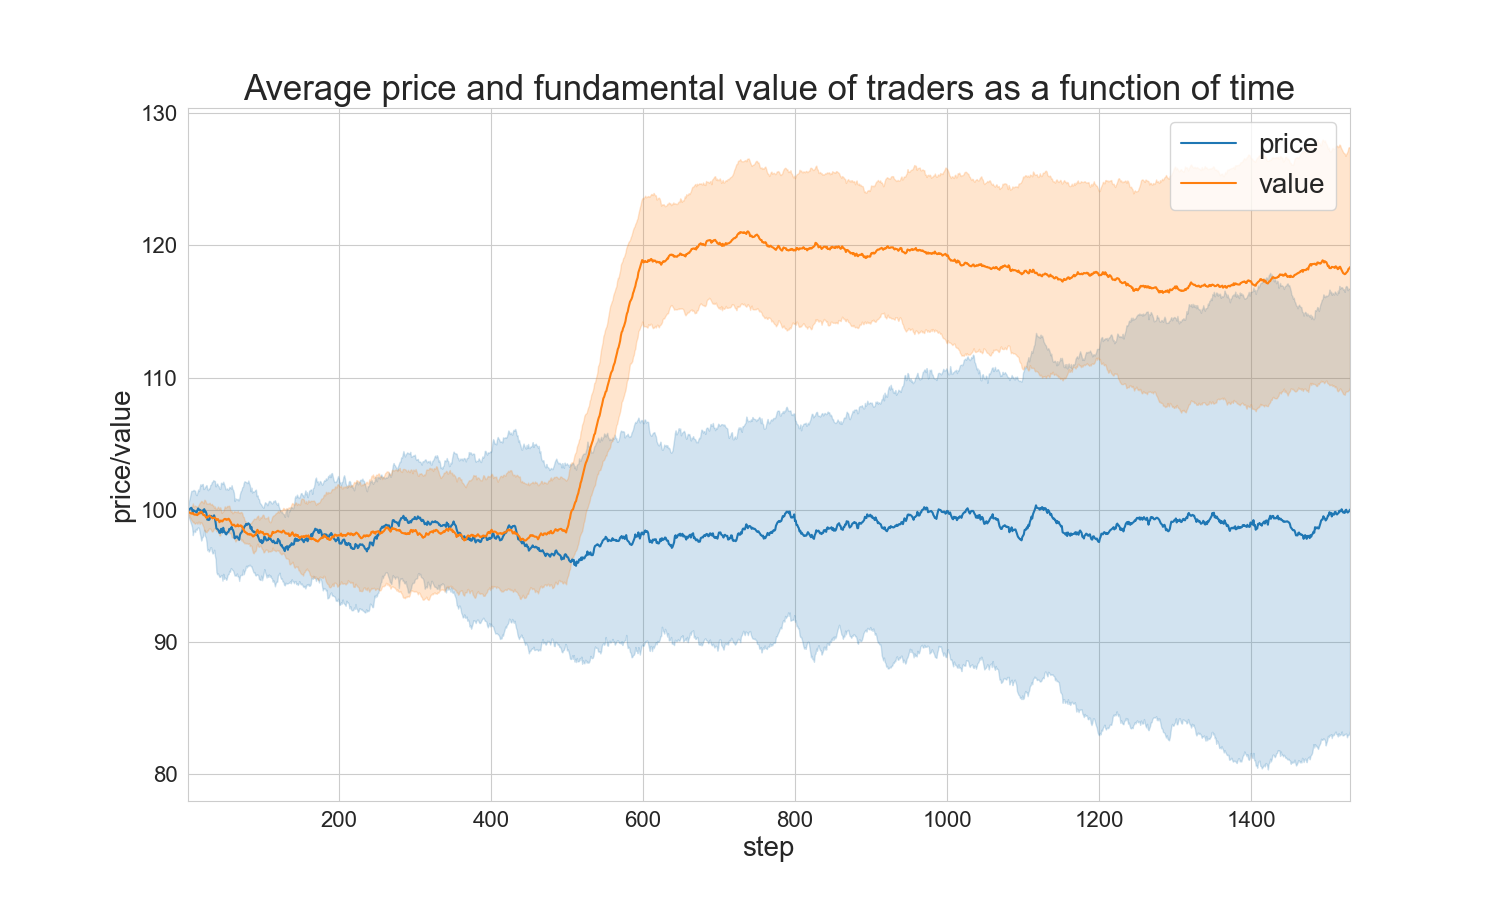 Average price and fundamental value of traders as a function of time
130
120
110
100
90
80
price/value
price
value
200 400 600 800 1000 1200 1400
step